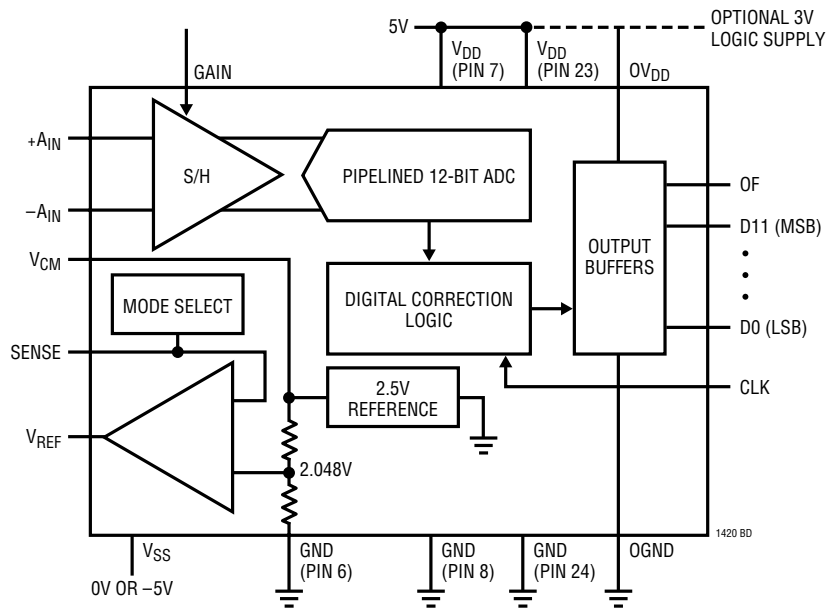 5V
OPTIONAL 3V
LOGIC SUPPLY
GAIN
VDD
(PIN 7)
VDD
(PIN 23)
OVDD
+AIN
–AIN
S/H
PIPELINED 12-BIT ADC
OUTPUT
BUFFERS
OF
D11 (MSB)
D0 (LSB)
VCM
MODE SELECT
DIGITAL CORRECTION
LOGIC
SENSE
2.5V
REFERENCE
CLK
VREF
2.048V
1420 BD
VSS
0V OR –5V
GND
(PIN 6)
GND
(PIN 8)
GND
(PIN 24)
OGND